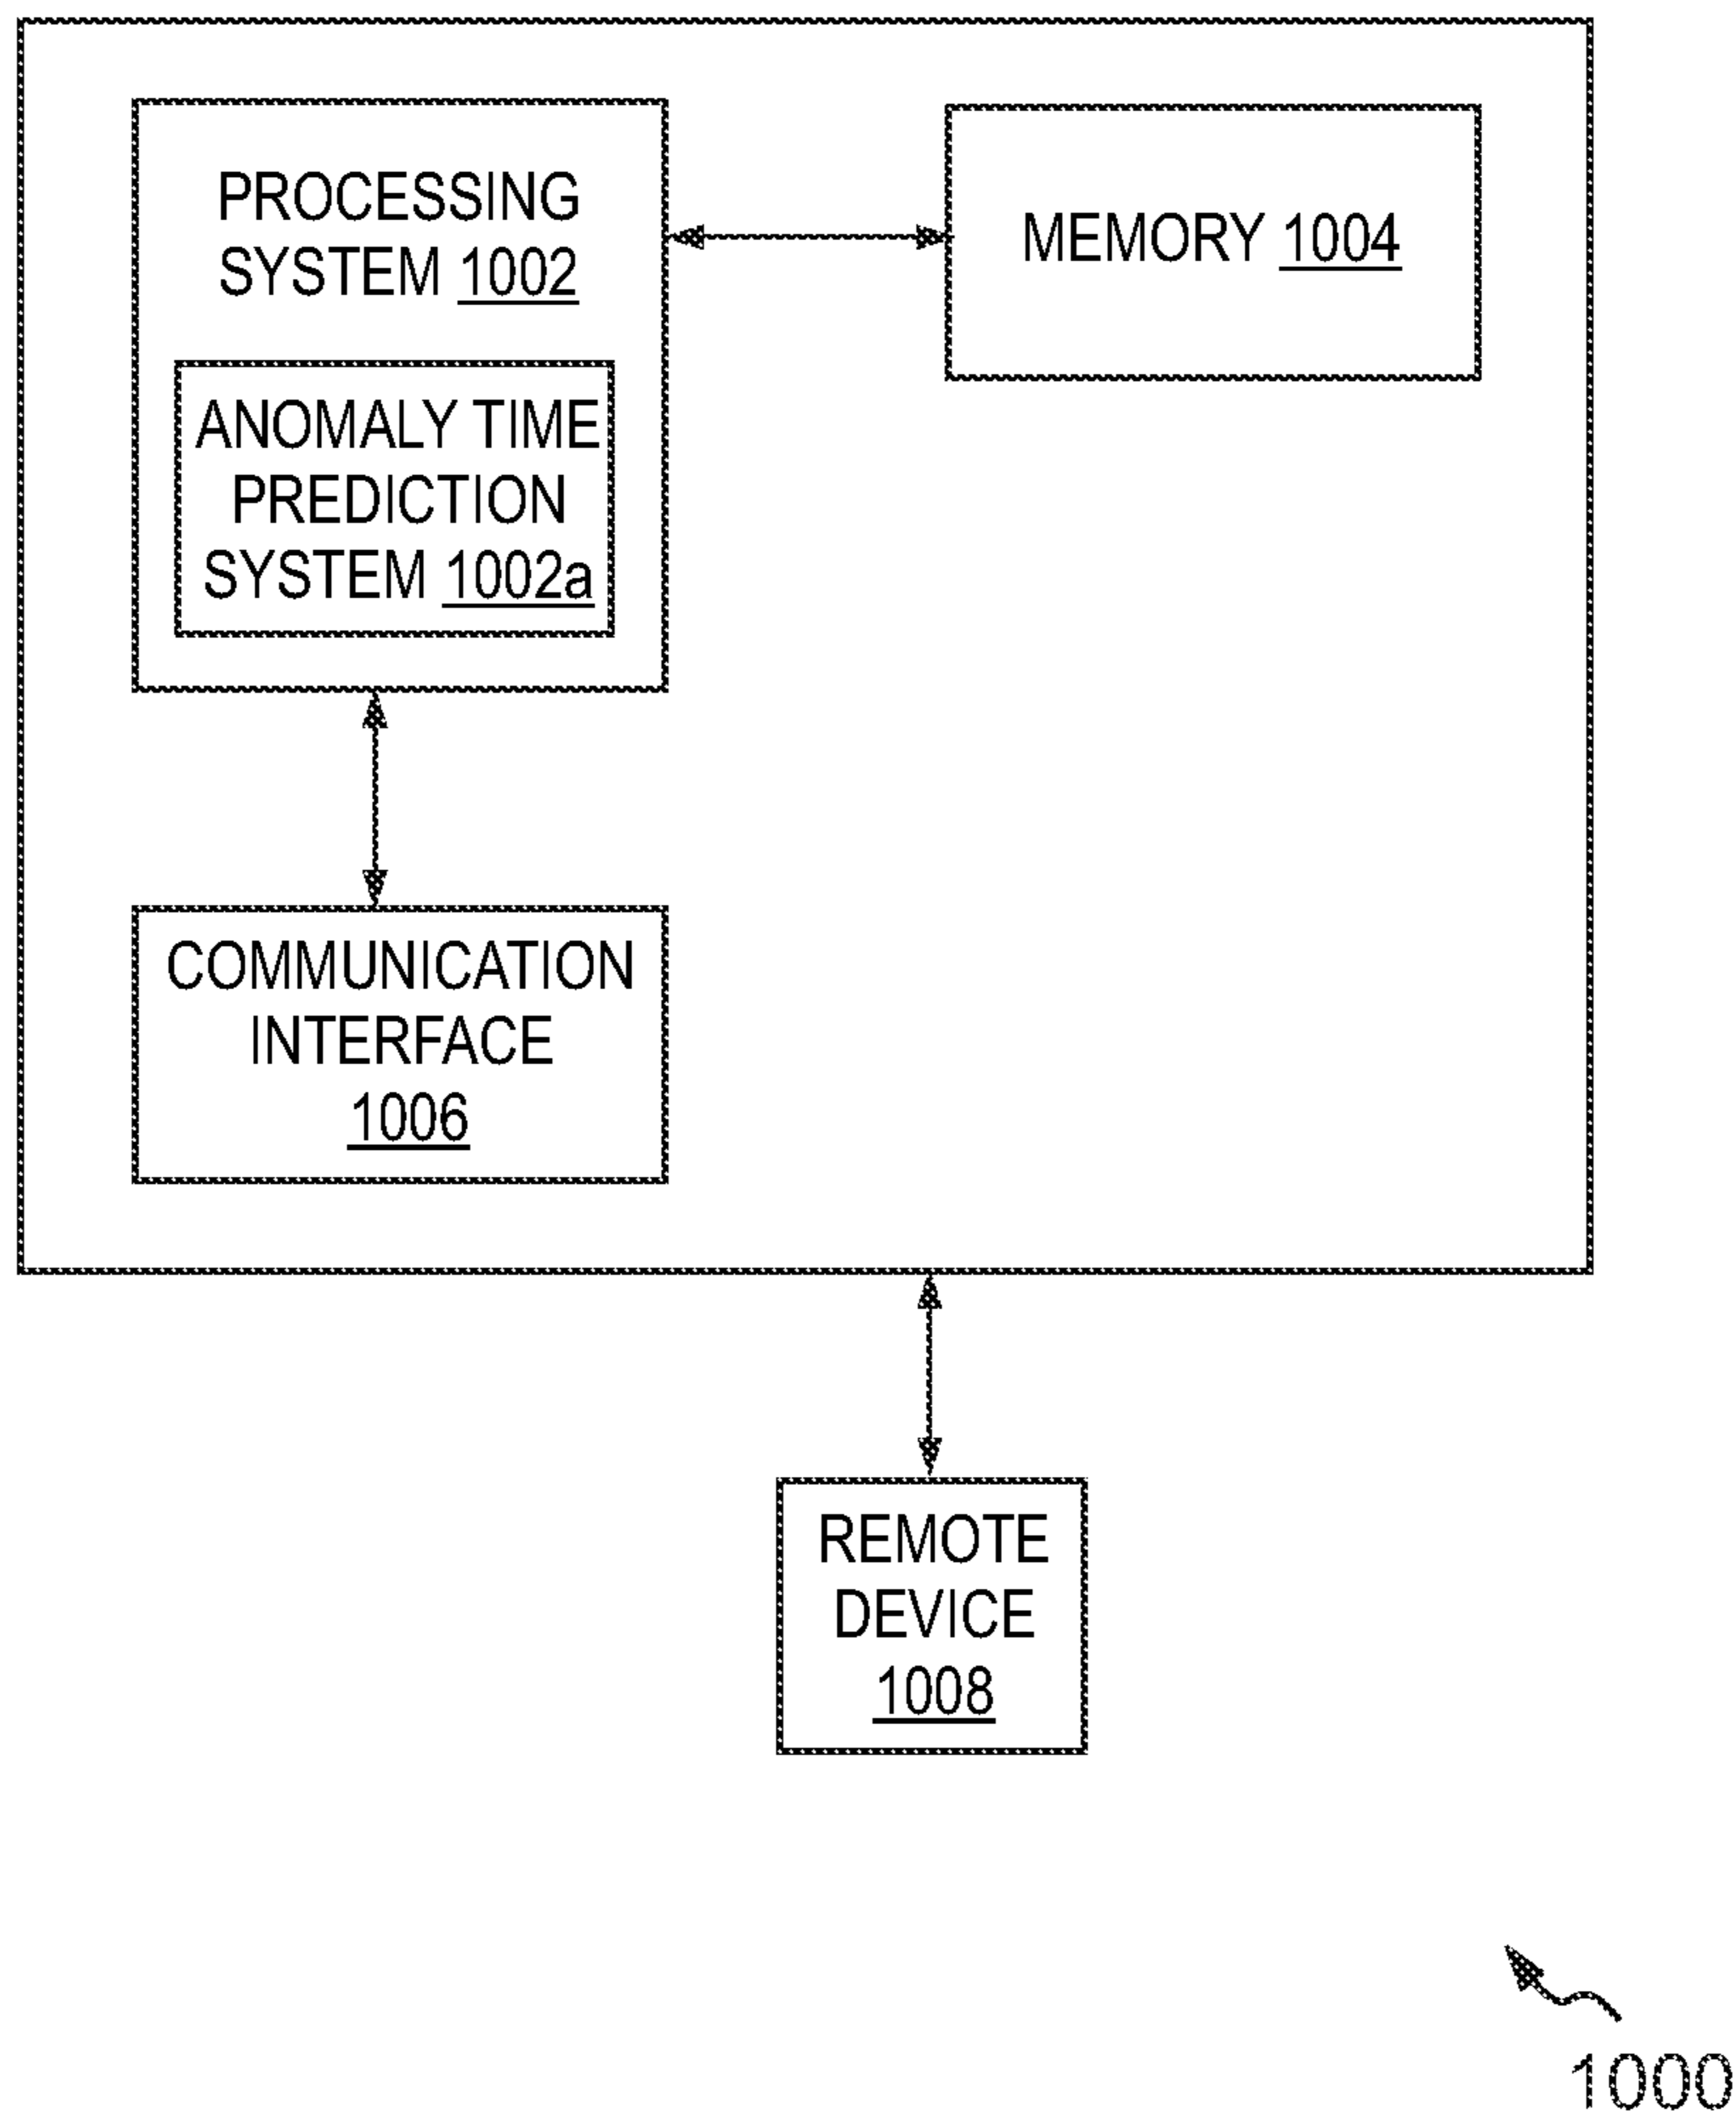 PROCESSING
SYSTEM 1002
MEMORY 1004
ANOMALY TIME
PREDICTION
SYSTEM 1002a
COMMUNICATION
INTERFACE
1006
REMOTE
DEVICE
1008
1000